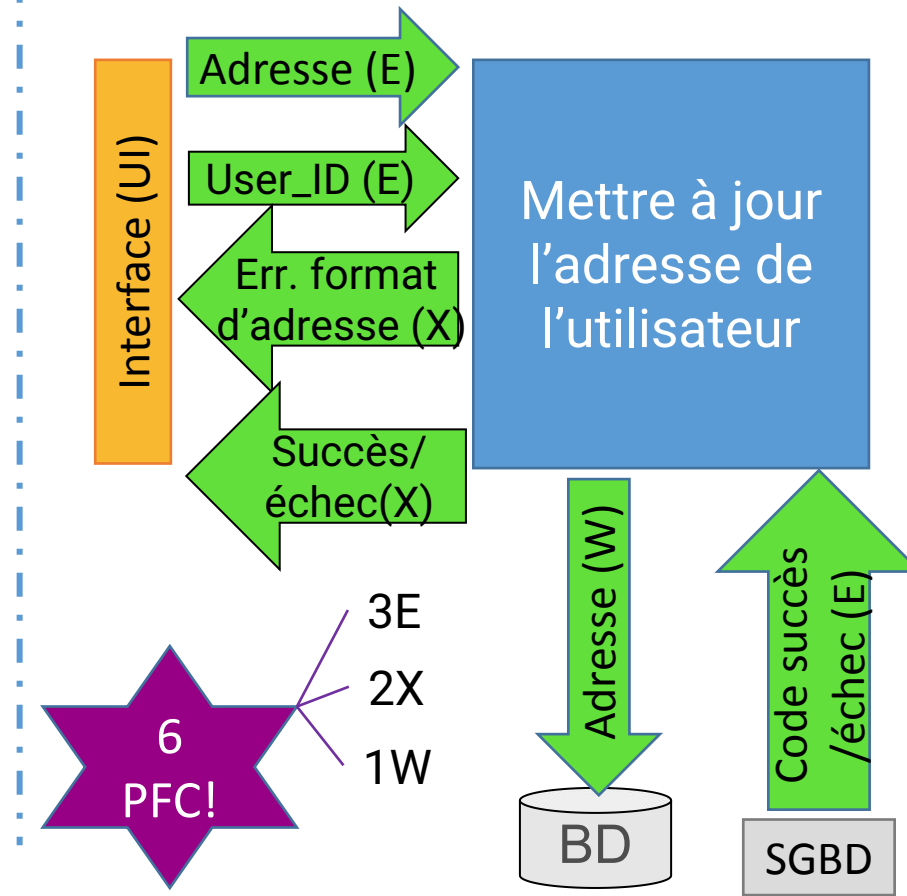 Interface (UI)
Adresse (E)
User_ID (E)
Err. format
d’adresse (X)
Succès/
échec(X)
Mettre à jour
l’adresse de
l’utilisateur
Adresse (W)
Code succès
/échec (E)
BD
SGBD
6
PFC!
3E
2X
1W